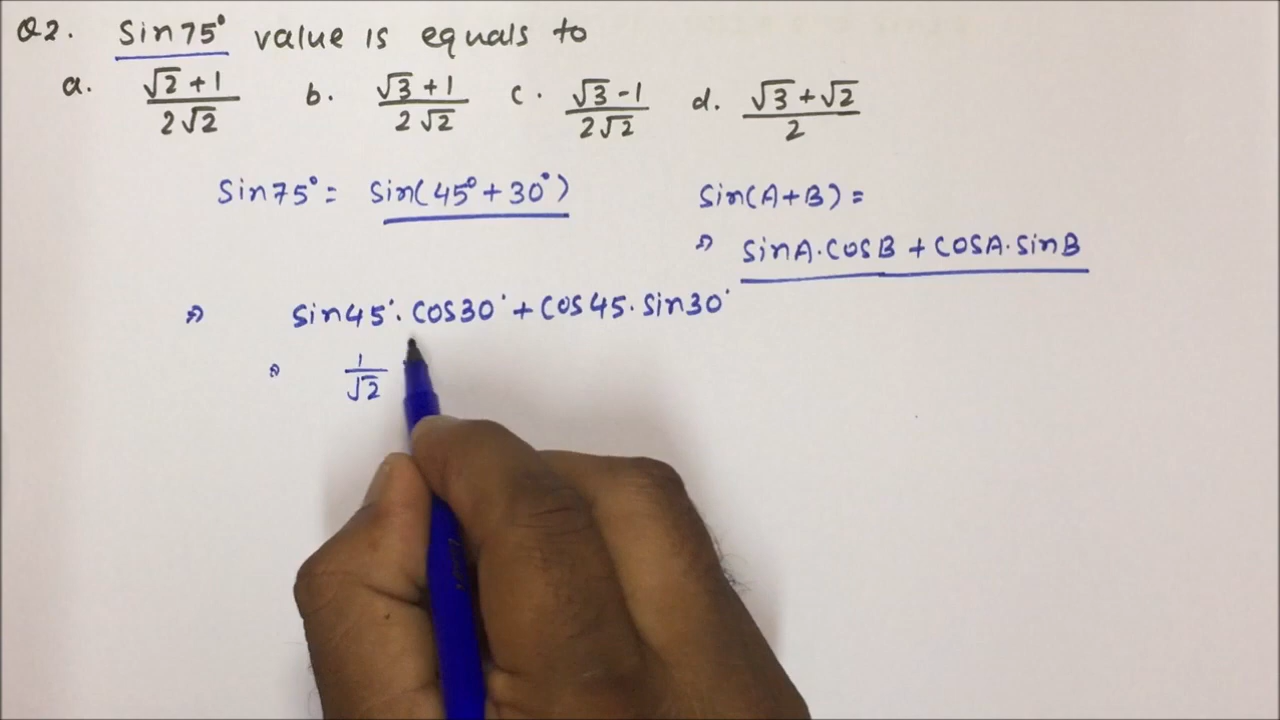 Q2. Sin75° value is equals to
a. (√2+1)/(2√2) b. (√3+1)/(2√2) c. (√3-1)/(2√2) d. (√3+√2)/2
Sin75° = Sin(45°+30°)
Sin(A+B) =
⇒ SinA.COSB + COSA.SinB
⇒ Sin45°.COS30° + COS45.Sin30°
⇒ 1/√2